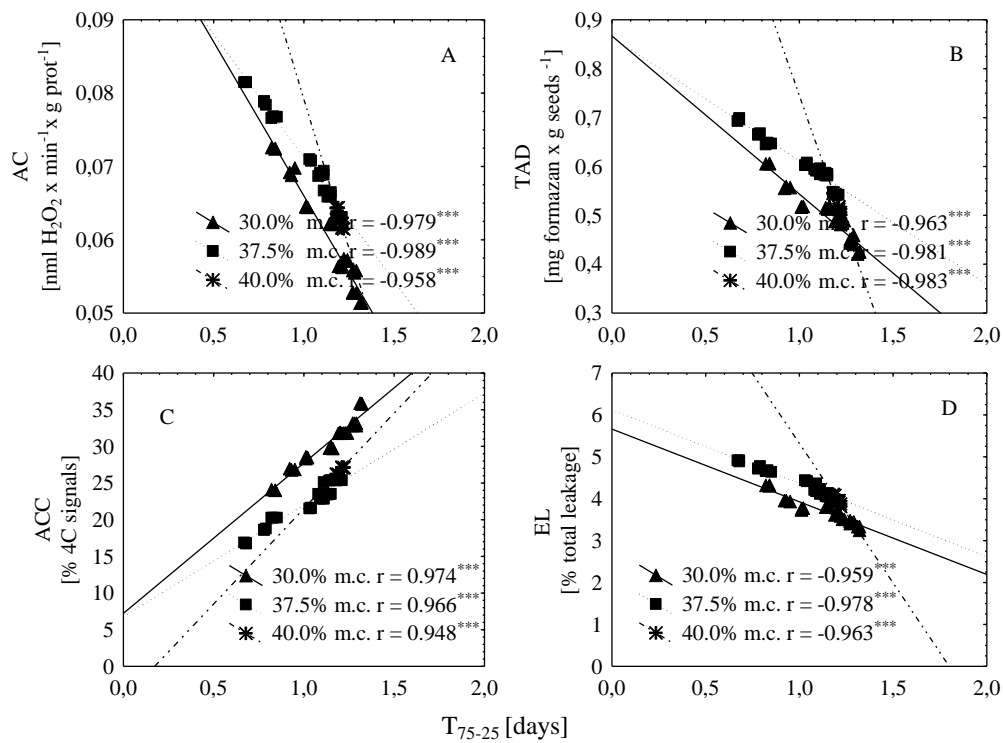 A
AC
[nml H₂O₂ x min⁻¹x g prot⁻¹]
0,09
0,08
0,07
0,06
0,05
0,0 0,5 1,0 1,5 2,0
30.0% m.c. r = -0.979***
37.5% m.c. r = -0.989***
40.0% m.c. r = -0.958***
B
TAD
[mg formazan x g seeds ⁻¹]
0,9
0,8
0,7
0,6
0,5
0,4
0,3
0,0 0,5 1,0 1,5 2,0
30.0% m.c. r = -0.963***
37.5% m.c. r = -0.981***
40.0% m.c. r = -0.983***
C
ACC
[% 4C signals]
40
35
30
25
20
15
10
5
0
0,0 0,5 1,0 1,5 2,0
30.0% m.c. r = 0.974***
37.5% m.c. r = 0.966***
40.0% m.c. r = 0.948***
D
EL
[% total leakage]
7
6
5
4
3
2
1
0
0,0 0,5 1,0 1,5 2,0
30.0% m.c. r = -0.959***
37.5% m.c. r = -0.978***
40.0% m.c. r = -0.963***
T₇₅₋₂₅ [days]